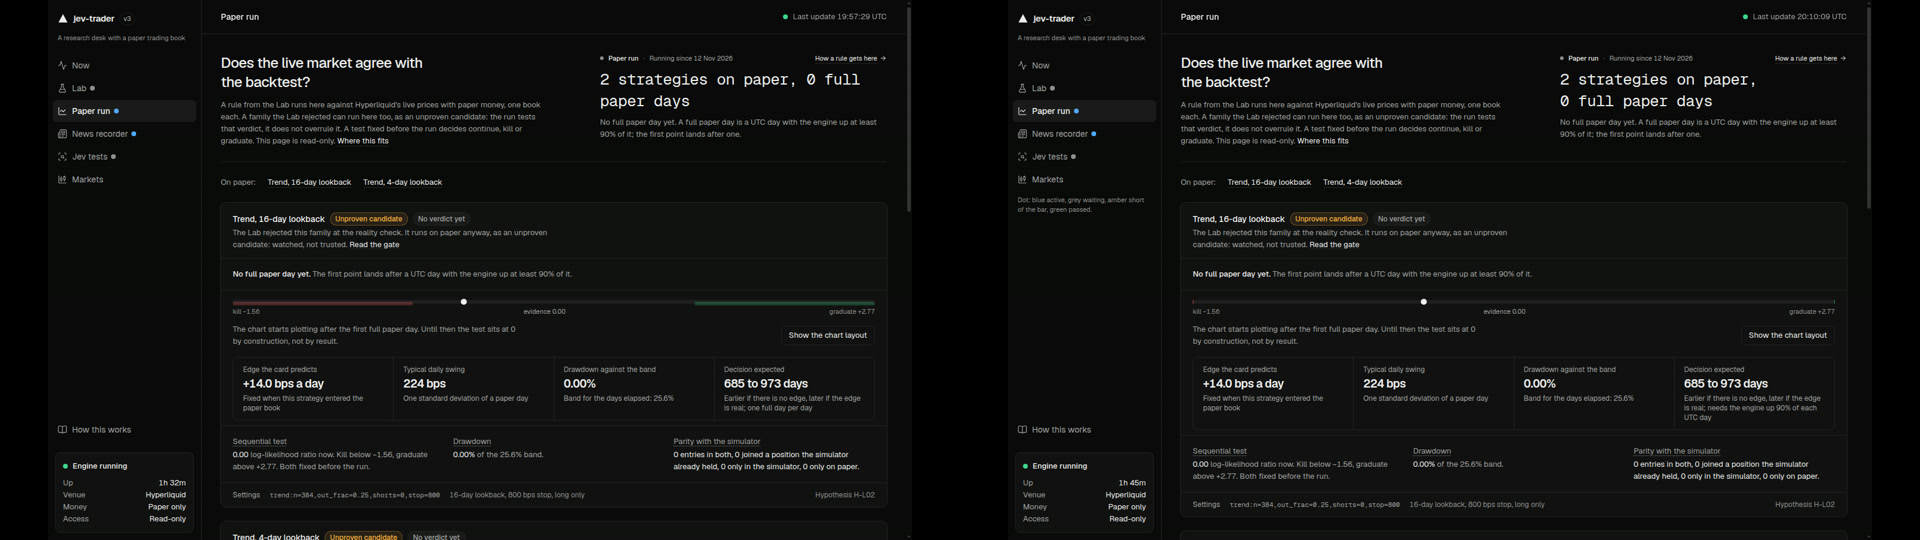 jev-trader v3
A research desk with a paper trading book
Now
Lab
Paper run
News recorder
Jev tests
Markets
How this works
Engine running
Up 1h 32m
Venue Hyperliquid
Money Paper only
Access Read-only
Paper run
Last update 19:57:29 UTC
Does the live market agree with
the backtest?
A rule from the Lab runs here against Hyperliquid's live prices with paper money, one book
each. A family the Lab rejected can run here too, as an unproven candidate: the run tests
that verdict, it does not overrule it. A test fixed before the run decides continue, kill or
graduate. This page is read-only. Where this fits
Paper run · Running since 12 Nov 2026
How a rule gets here →
2 strategies on paper, 0 full
paper days
No full paper day yet. A full paper day is a UTC day with the engine up at least
90% of it; the first point lands after one.
On paper: Trend, 16-day lookback Trend, 4-day lookback
Trend, 16-day lookback Unproven candidate No verdict yet
The Lab rejected this family at the reality check. It runs on paper anyway, as an unproven
candidate: watched, not trusted. Read the gate
No full paper day yet. The first point lands after a UTC day with the engine up at least 90% of it.
kill −1.56 evidence 0.00 graduate +2.77
The chart starts plotting after the first full paper day. Until then the test sits at 0
by construction, not by result.
Show the chart layout
Edge the card predicts
+14.0 bps a day
Fixed when this strategy entered the
paper book
Typical daily swing
224 bps
One standard deviation of a paper day
Drawdown against the band
0.00%
Band for the days elapsed: 25.6%
Decision expected
685 to 973 days
Earlier if there is no edge, later if the edge
is real; one full day per day
Sequential test
0.00 log-likelihood ratio now. Kill below −1.56, graduate
above +2.77. Both fixed before the run.
Drawdown
0.00% of the 25.6% band.
Parity with the simulator
0 entries in both, 0 joined a position the simulator
already held, 0 only in the simulator, 0 only on paper.
Settings trend:n=384,out_frac=0.25,shorts=0,stop=800 16-day lookback, 800 bps stop, long only Hypothesis H-L02
Trend, 4-day lookback Unproven candidate No verdict yet
jev-trader v3
A research desk with a paper trading book
Now
Lab
Paper run
News recorder
Jev tests
Markets
Dot: blue active, grey waiting, amber short
of the bar, green passed.
How this works
Engine running
Up 1h 45m
Venue Hyperliquid
Money Paper only
Access Read-only
Paper run
Last update 20:10:09 UTC
Does the live market agree with
the backtest?
A rule from the Lab runs here against Hyperliquid's live prices with paper money, one book
each. A family the Lab rejected can run here too, as an unproven candidate: the run tests
that verdict, it does not overrule it. A test fixed before the run decides continue, kill or
graduate. This page is read-only. Where this fits
Paper run · Running since 12 Nov 2026
How a rule gets here →
2 strategies on paper,
0 full paper days
No full paper day yet. A full paper day is a UTC day with the engine up at least
90% of it; the first point lands after one.
On paper: Trend, 16-day lookback Trend, 4-day lookback
Trend, 16-day lookback Unproven candidate No verdict yet
The Lab rejected this family at the reality check. It runs on paper anyway, as an unproven
candidate: watched, not trusted. Read the gate
No full paper day yet. The first point lands after a UTC day with the engine up at least 90% of it.
kill −1.56 evidence 0.00 graduate +2.77
The chart starts plotting after the first full paper day. Until then the test sits at 0
by construction, not by result.
Show the chart layout
Edge the card predicts
+14.0 bps a day
Fixed when this strategy entered the
paper book
Typical daily swing
224 bps
One standard deviation of a paper day
Drawdown against the band
0.00%
Band for the days elapsed: 25.6%
Decision expected
685 to 973 days
Earlier if there is no edge, later if the edge
is real; needs the engine up 90% of each
UTC day
Sequential test
0.00 log-likelihood ratio now. Kill below −1.56, graduate
above +2.77. Both fixed before the run.
Drawdown
0.00% of the 25.6% band.
Parity with the simulator
0 entries in both, 0 joined a position the simulator
already held, 0 only in the simulator, 0 only on paper.
Settings trend:n=384,out_frac=0.25,shorts=0,stop=800 16-day lookback, 800 bps stop, long only Hypothesis H-L02